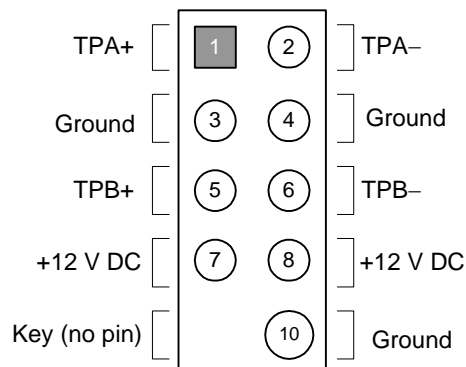 TPA+ 1 2 TPA–
Ground 3 4 Ground
TPB+ 5 6 TPB–
+12 V DC 7 8 +12 V DC
Key (no pin) 10 Ground